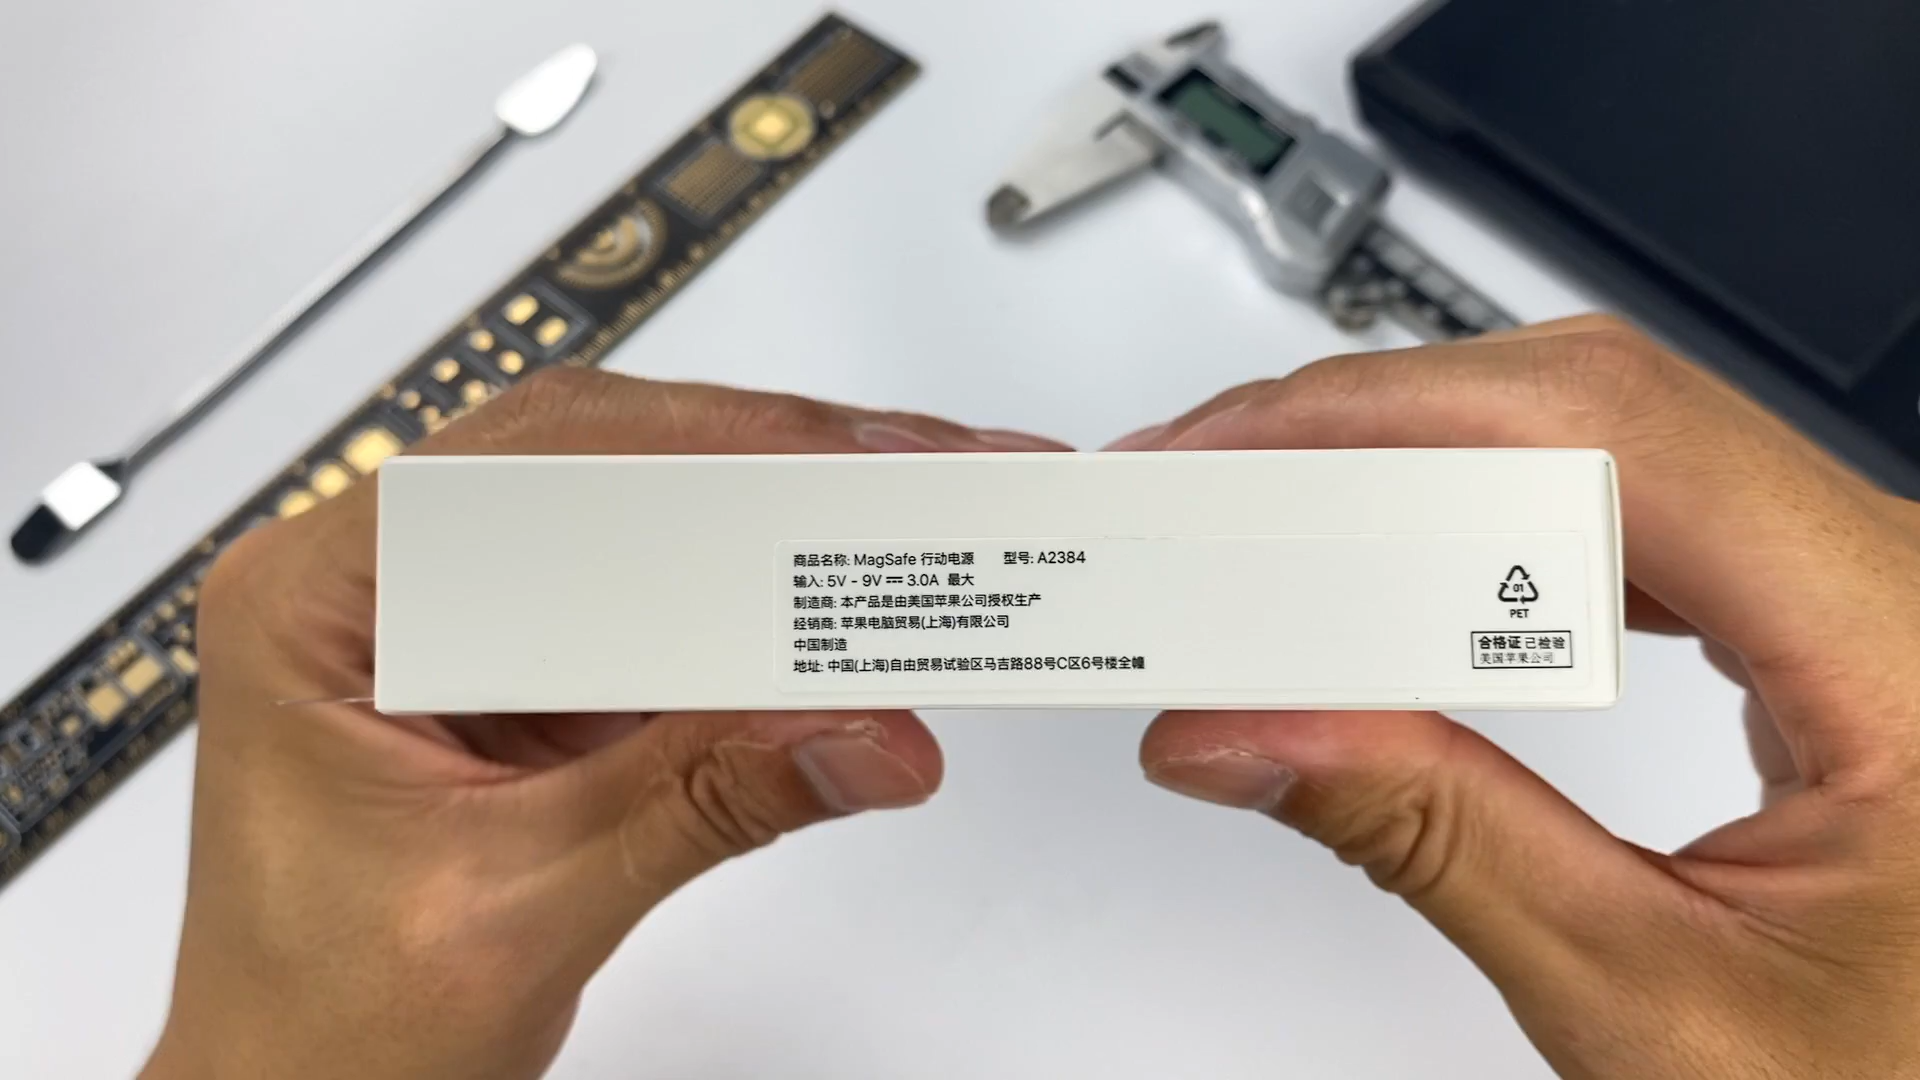 商品名称: MagSafe 行动电源 型号: A2384
输入: 5V - 9V ⎓ 3.0A 最大
制造商: 本产品是由美国苹果公司授权生产
经销商: 苹果电脑贸易(上海)有限公司
中国制造
地址: 中国(上海)自由贸易试验区马吉路88号C区6号楼全幢
01
PET
合格证 已检验
美国苹果公司